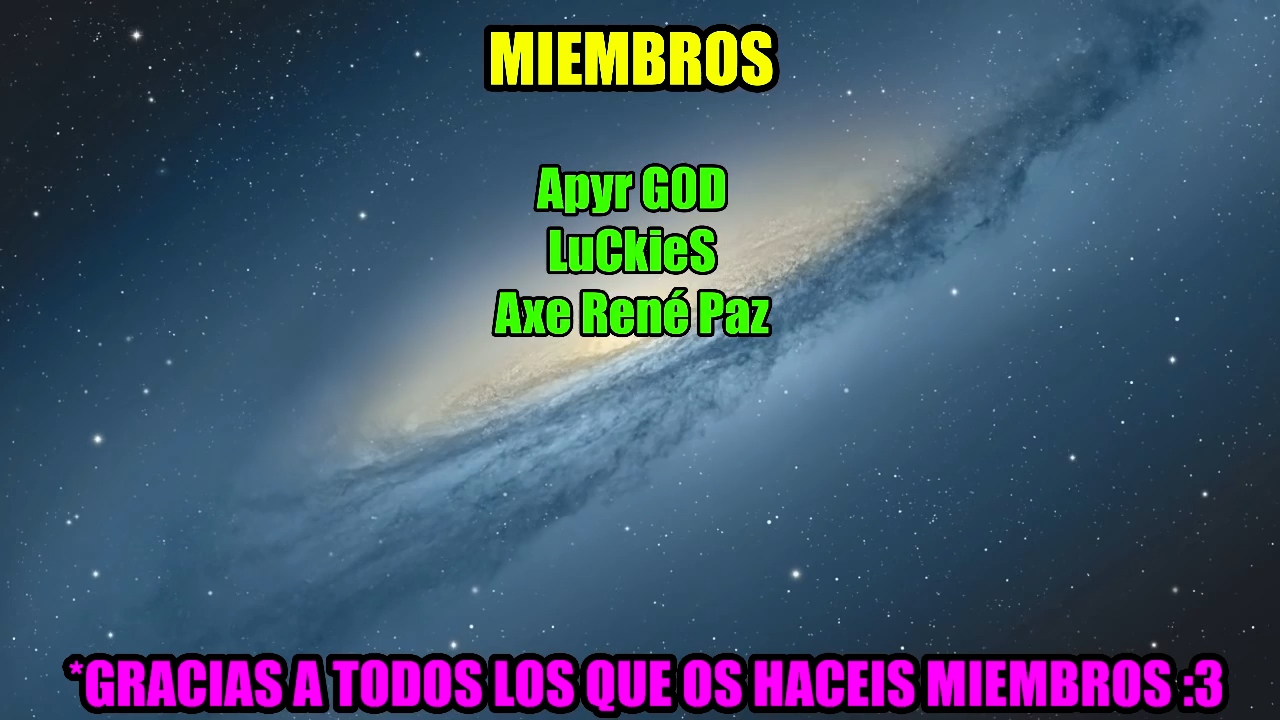 MIEMBROS
Apyr GOD
LuCkieS
Axe René Paz
*GRACIAS A TODOS LOS QUE OS HACEIS MIEMBROS :3